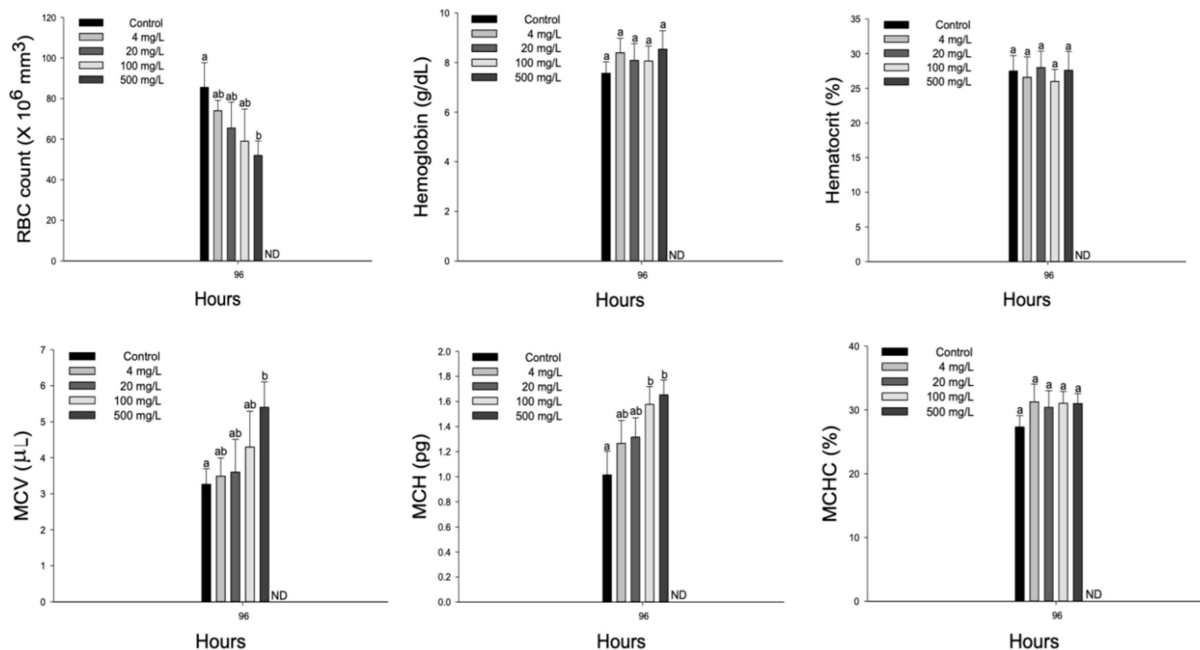 RBC count (X 10⁶ mm³)
120
100
80
60
40
20
0
Control
4 mg/L
20 mg/L
100 mg/L
500 mg/L
a
ab
ab
ab
b
ND
96
Hours
Hemoglobin (g/dL)
10
8
6
4
2
0
Control
4 mg/L
20 mg/L
100 mg/L
500 mg/L
a
a
a
a
a
ND
96
Hours
Hematocrit (%)
35
30
25
20
15
10
5
0
Control
4 mg/L
20 mg/L
100 mg/L
500 mg/L
a
a
a
a
a
ND
96
Hours
MCV (µL)
7
6
5
4
3
2
1
0
Control
4 mg/L
20 mg/L
100 mg/L
500 mg/L
a
ab
ab
ab
b
ND
96
Hours
MCH (pg)
2.0
1.8
1.6
1.4
1.2
1.0
0.8
0.6
0.4
0.2
0.0
Control
4 mg/L
20 mg/L
100 mg/L
500 mg/L
a
ab
ab
b
b
ND
96
Hours
MCHC (%)
40
30
20
10
0
Control
4 mg/L
20 mg/L
100 mg/L
500 mg/L
a
a
a
a
a
ND
96
Hours